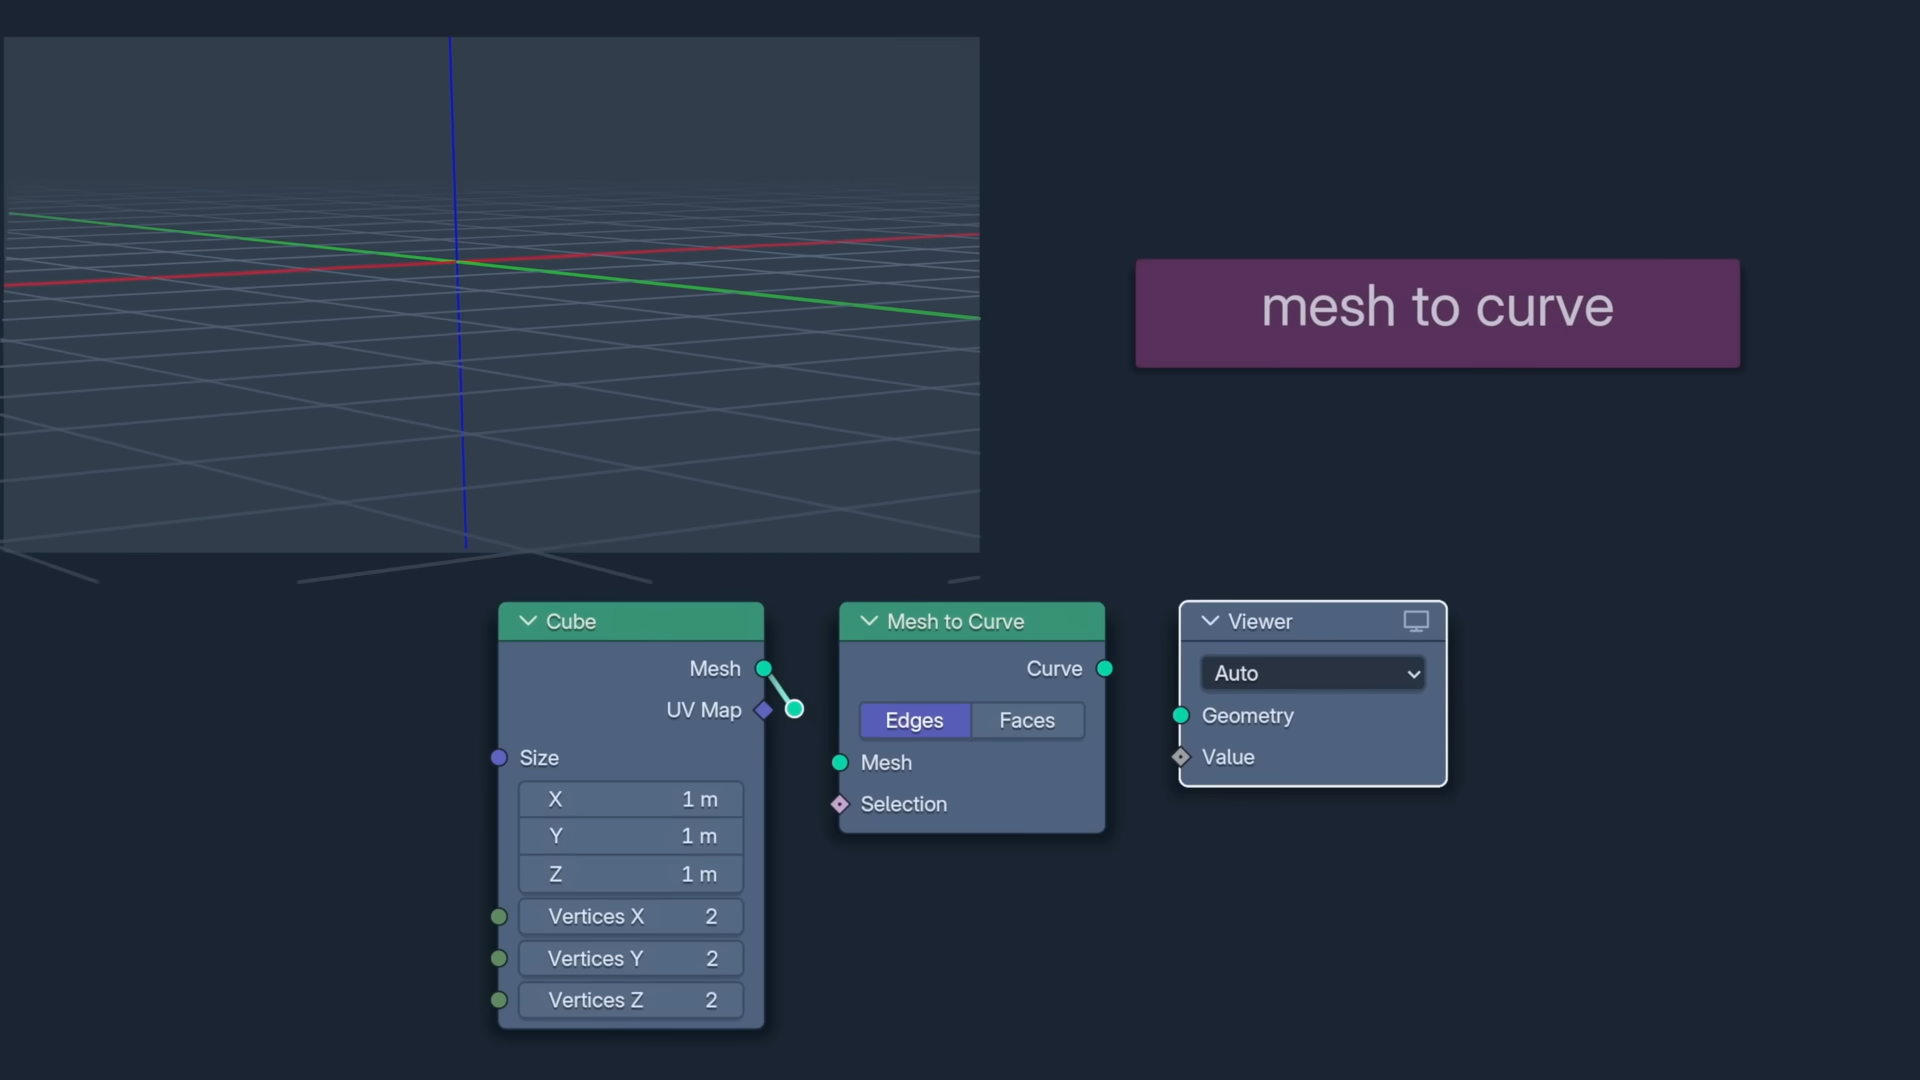 mesh to curve
Cube
Mesh
UV Map
Size
X 1 m
Y 1 m
Z 1 m
Vertices X 2
Vertices Y 2
Vertices Z 2
Mesh to Curve
Curve
Edges Faces
Mesh
Selection
Viewer
Auto
Geometry
Value